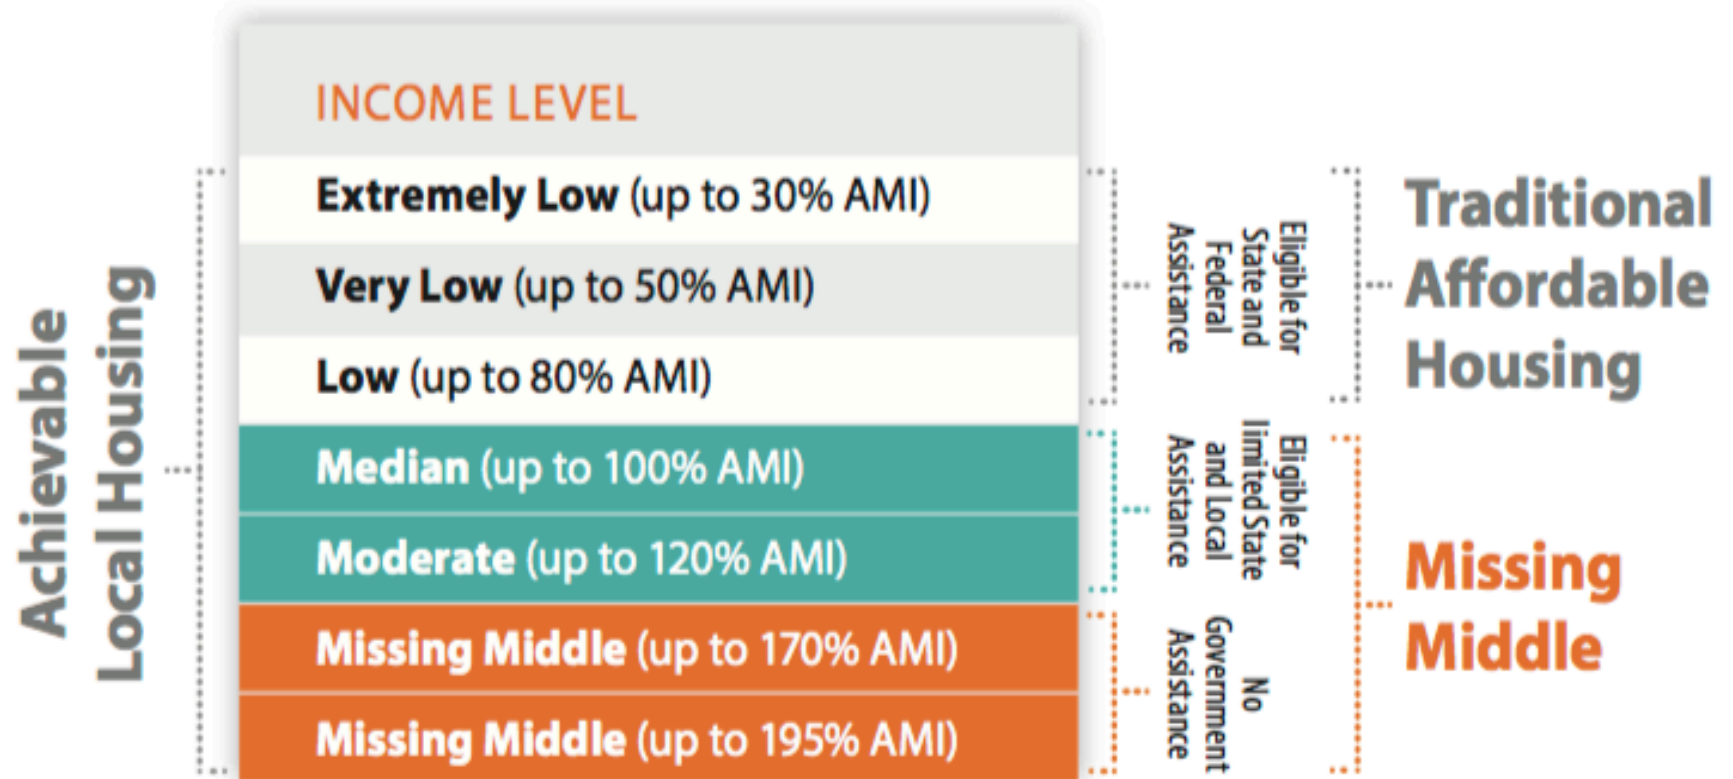 INCOME LEVEL
Extremely Low (up to 30% AMI)
Very Low (up to 50% AMI)
Low (up to 80% AMI)
Median (up to 100% AMI)
Moderate (up to 120% AMI)
Missing Middle (up to 170% AMI)
Missing Middle (up to 195% AMI)
Achievable
Local Housing
Eligible for
State and
Federal
Assistance
Eligible for
limited State
and Local
Assistance
No
Government
Assistance
Traditional
Affordable
Housing
Missing
Middle